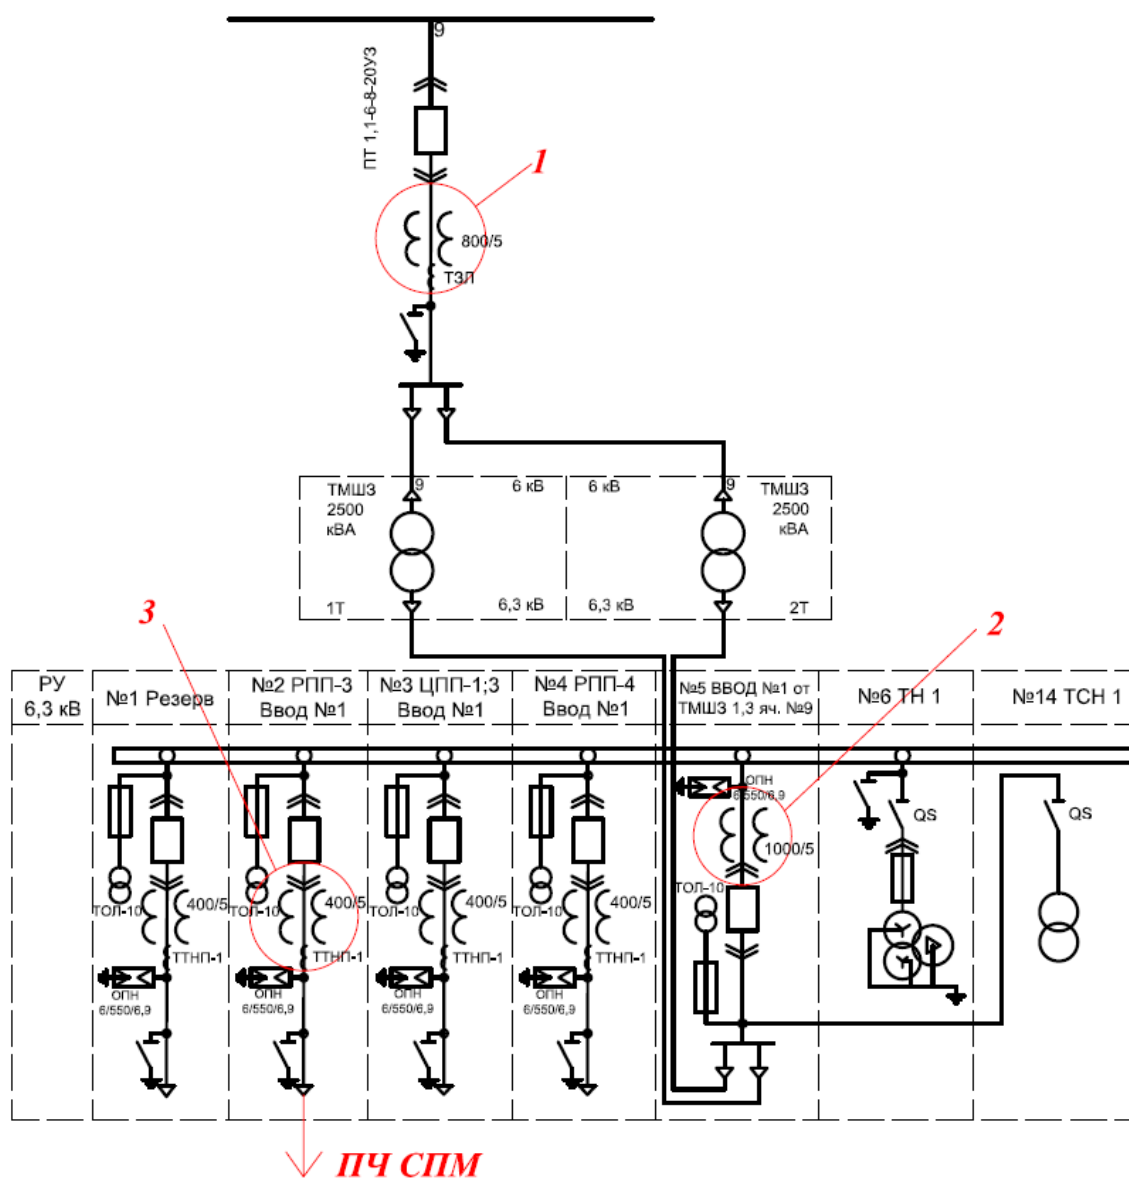 9
ПТ 1,1-6-8-20У3
1
800/5
ТЗЛ
ТМШЗ
2500
кВА
9
6 кВ
6 кВ
9
ТМШЗ
2500
кВА
1Т
6,3 кВ
6,3 кВ
2Т
3
2
РУ
6,3 кВ
№1 Резерв
№2 РПП-3
Ввод №1
№3 ЦПП-1;3
Ввод №1
№4 РПП-4
Ввод №1
№5 ВВОД №1 от
ТМШЗ 1,3 яч. №9
№6 ТН 1
№14 ТСН 1
ОПН
6/550/6,9
QS
QS
1000/5
ТОЛ-10
400/5
ТОЛ-10
400/5
ТОЛ-10
400/5
ТОЛ-10
400/5
ТОЛ-10
ТТНП-1
ТТНП-1
ТТНП-1
ТТНП-1
ОПН
6/550/6,9
ОПН
6/550/6,9
ОПН
6/550/6,9
ОПН
6/550/6,9
ПЧ СПМ